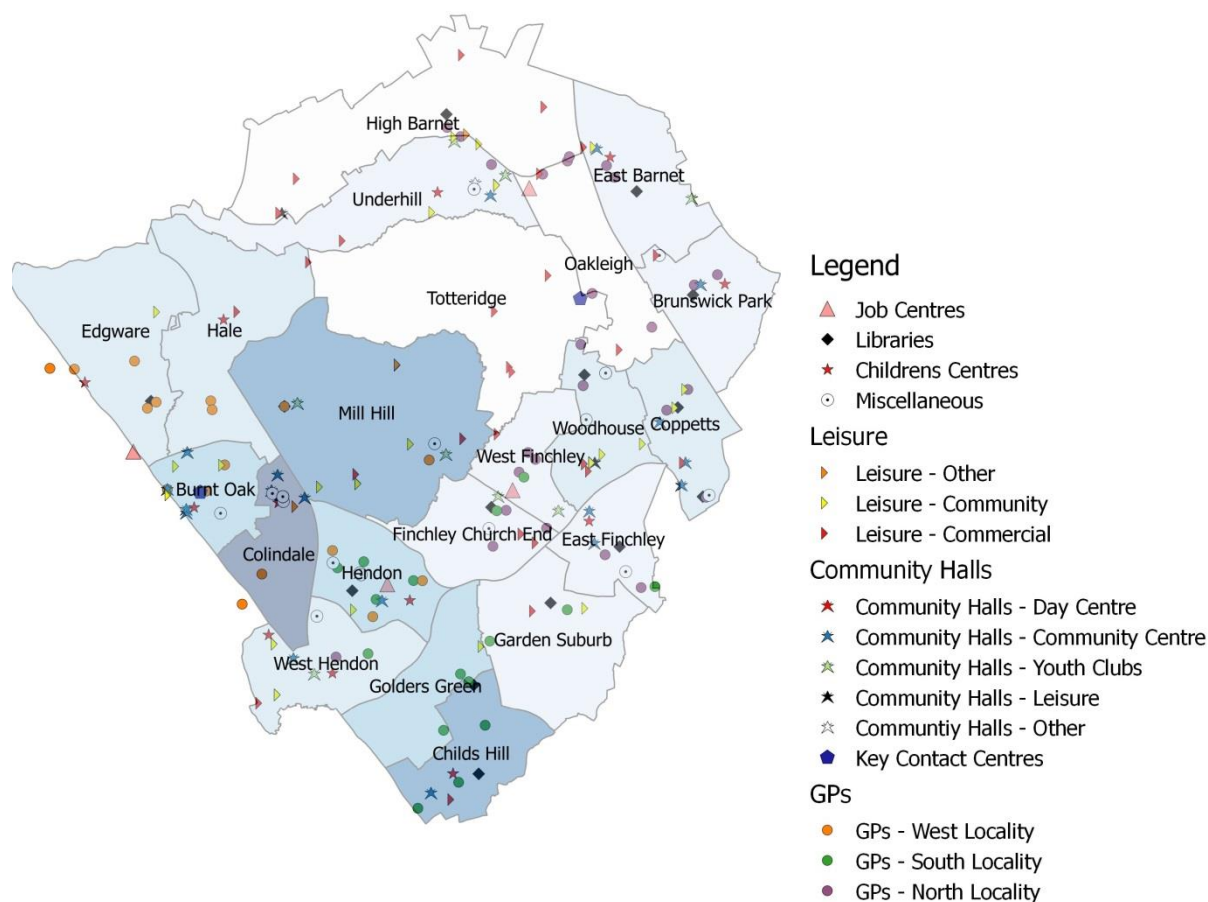 High Barnet
East Barnet
Underhill
Oakleigh
Totteridge
Brunswick Park
Edgware
Hale
Mill Hill
Woodhouse
Coppetts
West Finchley
Burnt Oak
Finchley Church End
East Finchley
Colindale
Hendon
Garden Suburb
West Hendon
Golders Green
Childs Hill
Legend
Job Centres
Libraries
Childrens Centres
Miscellaneous
Leisure
Leisure - Other
Leisure - Community
Leisure - Commercial
Community Halls
Community Halls - Day Centre
Community Halls - Community Centre
Community Halls - Youth Clubs
Community Halls - Leisure
Communtiy Halls - Other
Key Contact Centres
GPs
GPs - West Locality
GPs - South Locality
GPs - North Locality